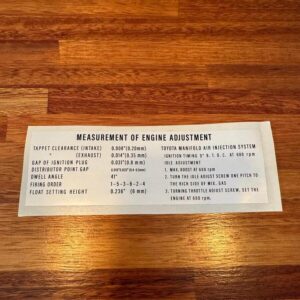 MEASUREMENT OF ENGINE ADJUSTMENT
TAPPET CLEARANCE (INTAKE) 0.008"(0.20mm)
" (EXHAUST) 0.014"(0.35 mm)
GAP OF IGNITION PLUG 0.031"(0.8 mm)
DISTRIBUTOR POINT GAP
DWELL ANGLE 41°
FIRING ORDER 1-5-3-6-2-4
FLOAT SETTING HEIGHT 0.236" (6 mm)
TOYOTA MANIFOLD AIR INJECTION SYSTEM
IGNITION TIMING B.T.D.C. AT 600 rpm
IDLE ADJUSTMENT
1. MAX. BOOST AT 600 rpm
2. TURN THE IDLE ADJUST SCREW ONE PITCH TO
THE RICH SIDE OF MIX. GAS
3. TURNING THROTTLE ADJUST SCREW, SET THE
ENGINE AT 600 rpm.